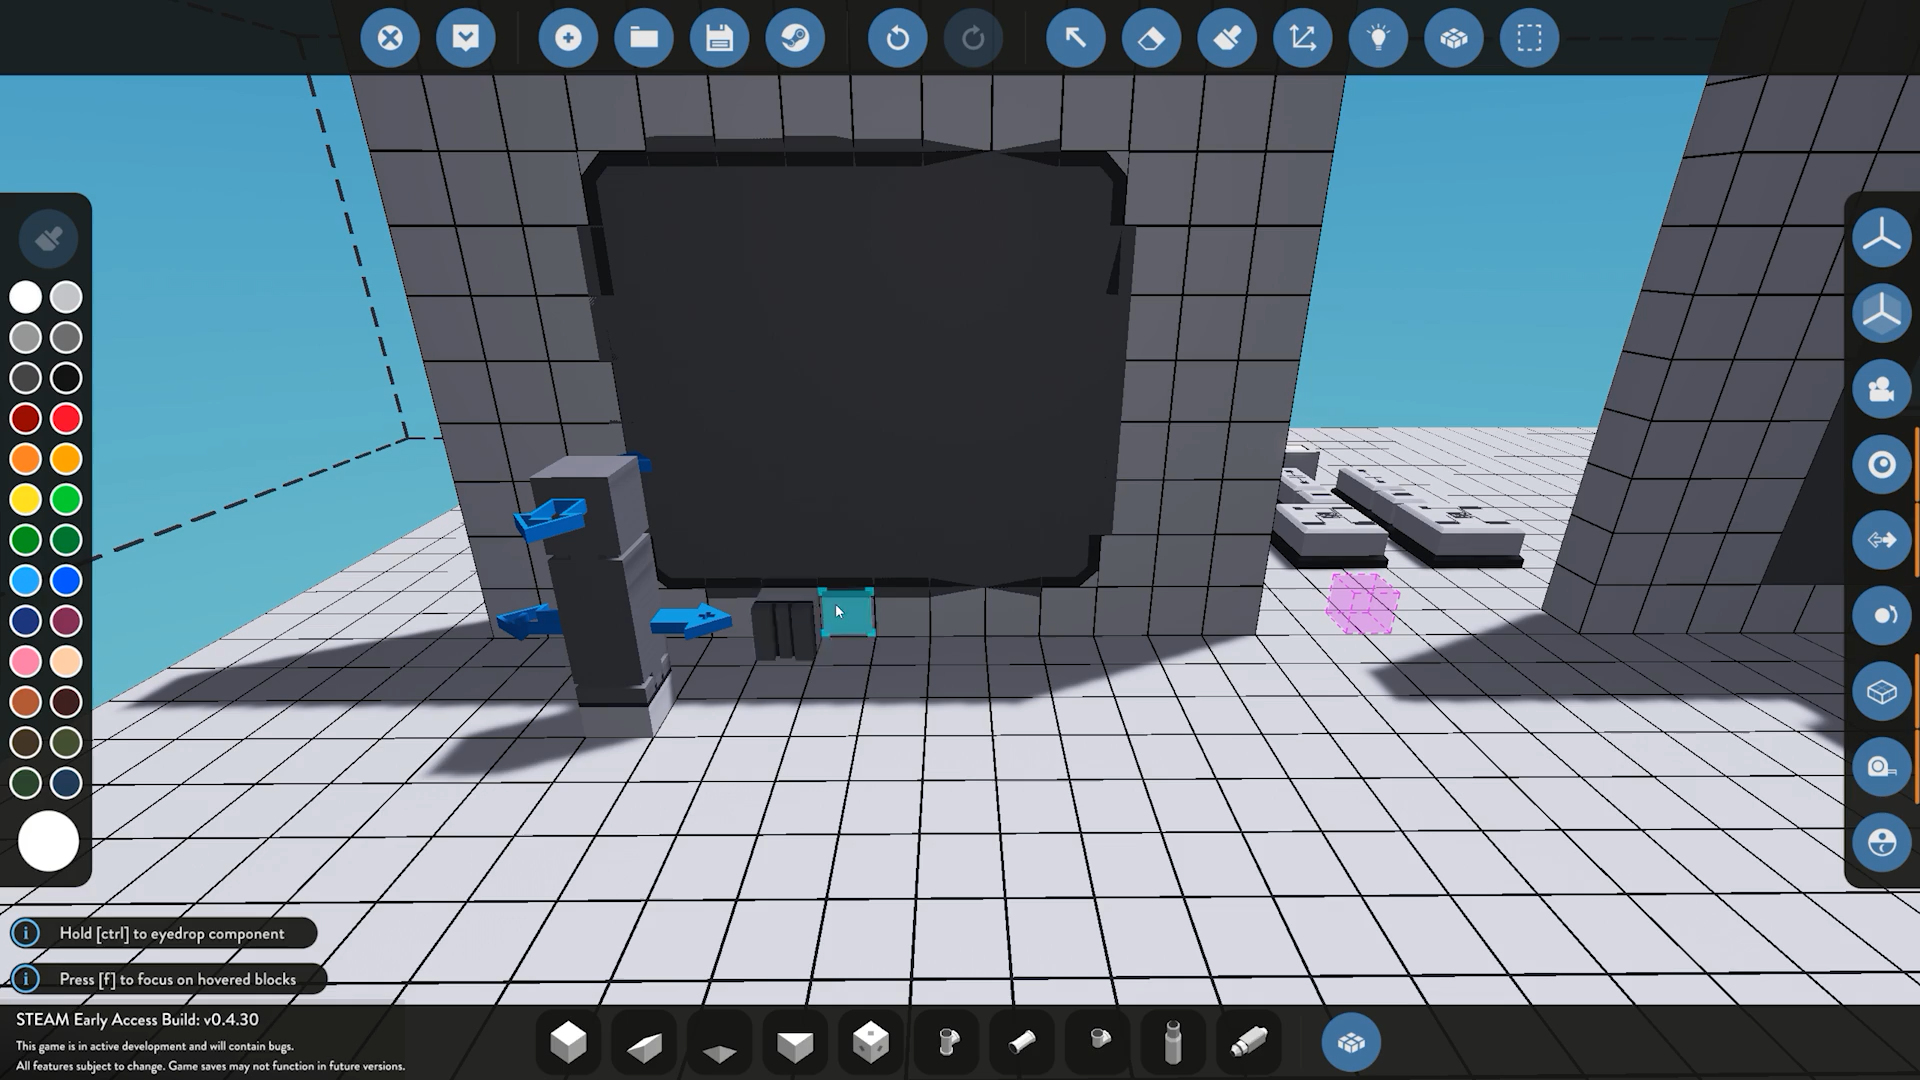 Hold [ctrl] to eyedrop component
Press [f] to focus on hovered blocks
STEAM Early Access Build: v0.4.30
This game is in active development and will contain bugs.
All features subject to change. Game saves may not function in future versions.